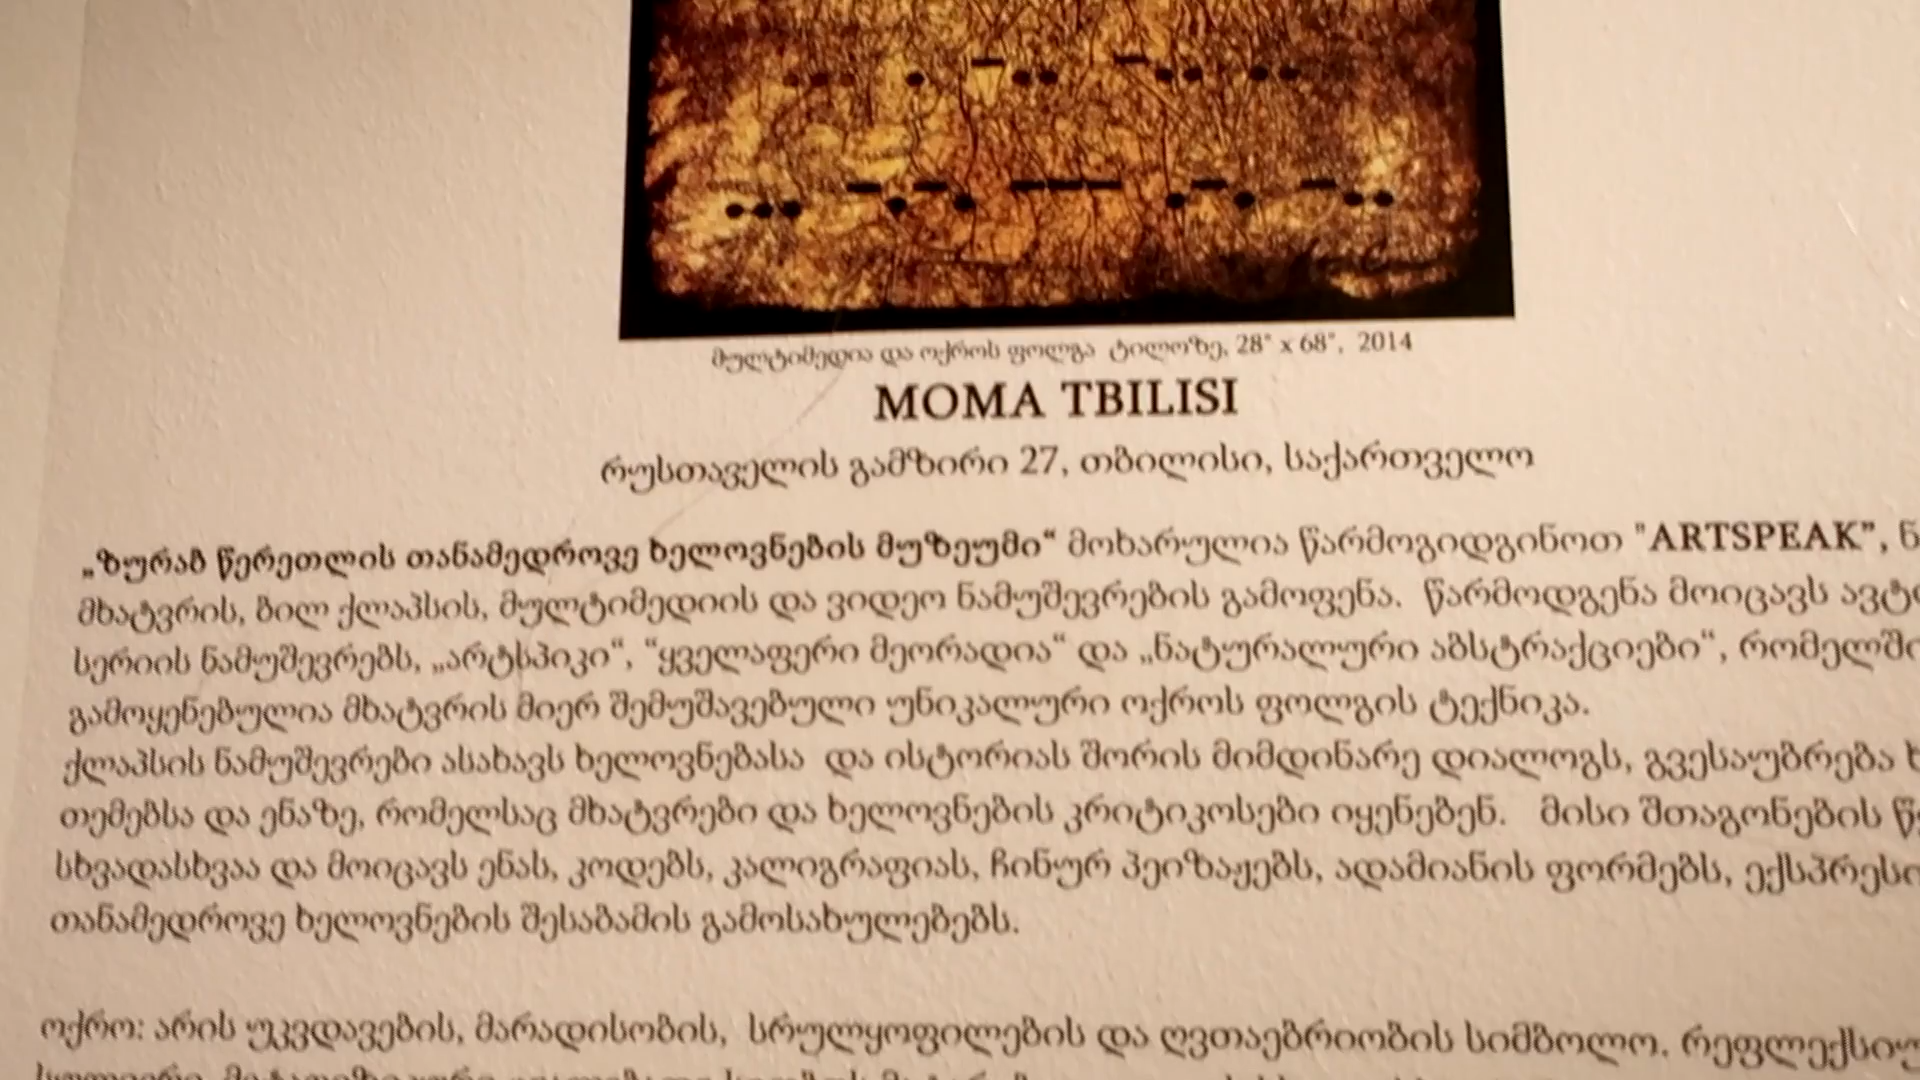 მულტიმედია და ოქროს ფოლგა ტილოზე, 28" x 68", 2014
MOMA TBILISI
რუსთაველის გამზირი 27, თბილისი, საქართველო
„ზურაბ წერეთლის თანამედროვე ხელოვნების მუზეუმი“ მოხარულია წარმოგიდგინოთ "ARTSPEAK",
მხატვრის, ბილ ქლაპსის, მულტიმედიის და ვიდეო ნამუშევრების გამოფენა. წარმოდგენა მოიცავს
სერიის ნამუშევრებს, „არტსპიკი“, “ყველაფერი მეორადია“ და „ნატურალური აბსტრაქციები“, რომელში
გამოყენებულია მხატვრის მიერ შემუშავებული უნიკალური ოქროს ფოლგის ტექნიკა.
ქლაპსის ნამუშევრები ასახავს ხელოვნებასა და ისტორიას შორის მიმდინარე დიალოგს, გვესაუბრება
თემებსა და ენაზე, რომელსაც მხატვრები და ხელოვნების კრიტიკოსები იყენებენ. მისი შთაგონების
სხვადასხვაა და მოიცავს ენას, კოდებს, კალიგრაფიას, ჩინურ პეიზაჟებს, ადამიანის ფორმებს,
თანამედროვე ხელოვნების შესაბამის გამოსახულებებს.
ოქრო: არის უკვდავების, მარადისობის, სრულყოფილების და ღვთაებრიობის სიმბოლო.